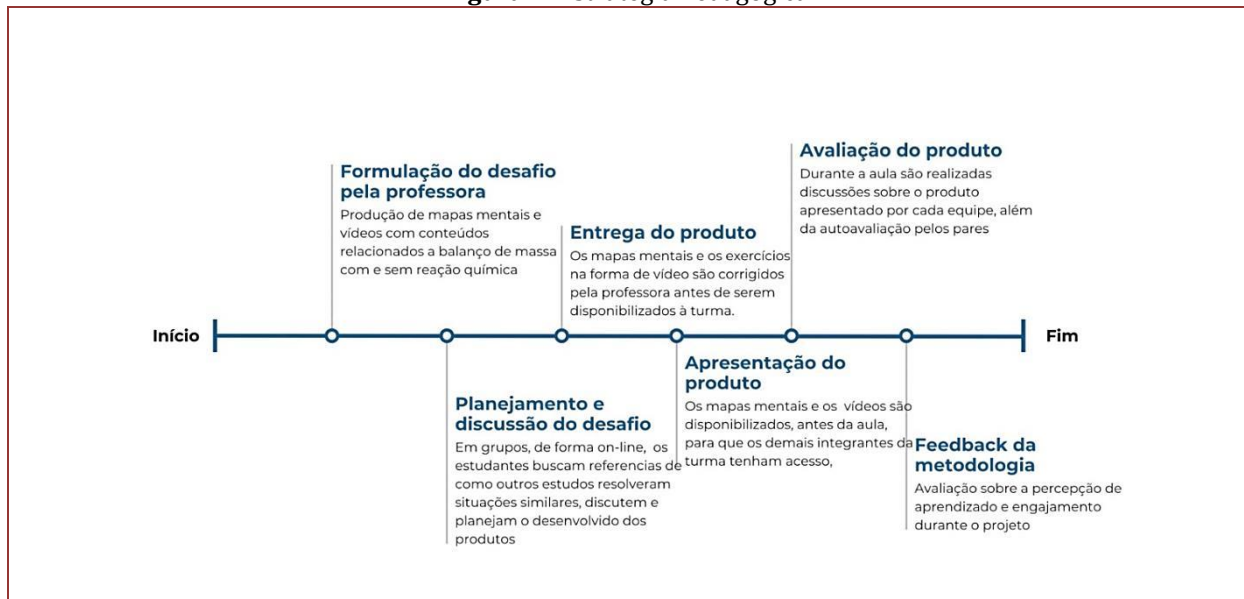 Formulação do desafio
pela professora
Produção de mapas mentais e
vídeos com conteúdos
relacionados a balanço de massa
com e sem reação química
Entrega do produto
Os mapas mentais e os exercícios
na forma de vídeo são corrigidos
pela professora antes de serem
disponibilizados à turma.
Avaliação do produto
Durante a aula são realizadas
discussões sobre o produto
apresentado por cada equipe, além
da autoavaliação pelos pares
Início
Fim
Planejamento e
discussão do desafio
Em grupos, de forma on-line, os
estudantes buscam referencias de
como outros estudos resolveram
situações similares, discutem e
planejam o desenvolvido dos
produtos
Apresentação do
produto
Os mapas mentais e os vídeos são
disponibilizados, antes da aula,
para que os demais integrantes da
turma tenham acesso,
Feedback da
metodologia
Avaliação sobre a percepção de
aprendizado e engajamento
durante o projeto